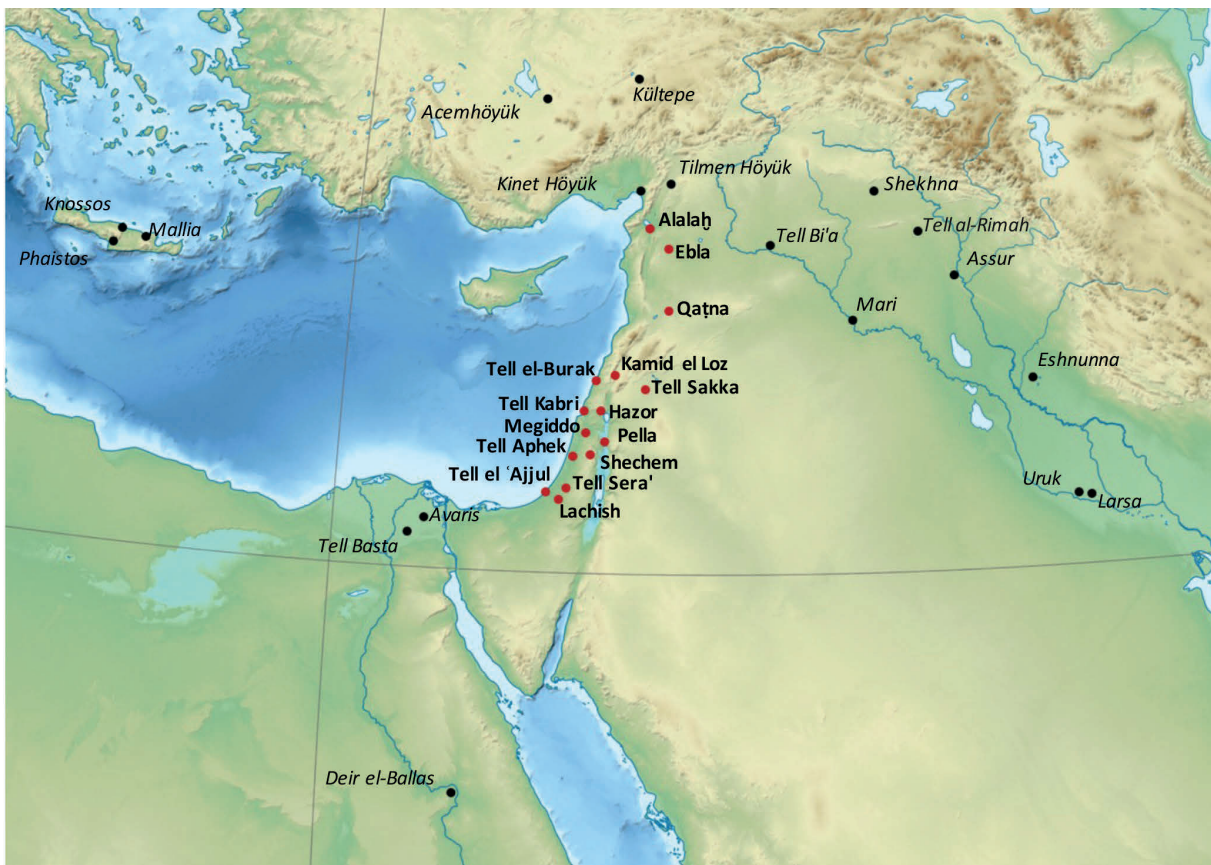 Kültepe
Acemhöyük
Tilmen Höyük
Kinet Höyük
Shekhna
Knossos
Mallia
Alalaḫ
Tell al-Rimah
Tell Bi'a
Phaistos
Ebla
Assur
Mari
Qaṭna
Eshnunna
Kamid el Loz
Tell el-Burak
Tell Sakka
Tell Kabri
Hazor
Megiddo
Pella
Tell Aphek
Shechem
Tell el ʿAjjul
Tell Sera'
Uruk
Larsa
Lachish
Avaris
Tell Basta
Deir el-Ballas